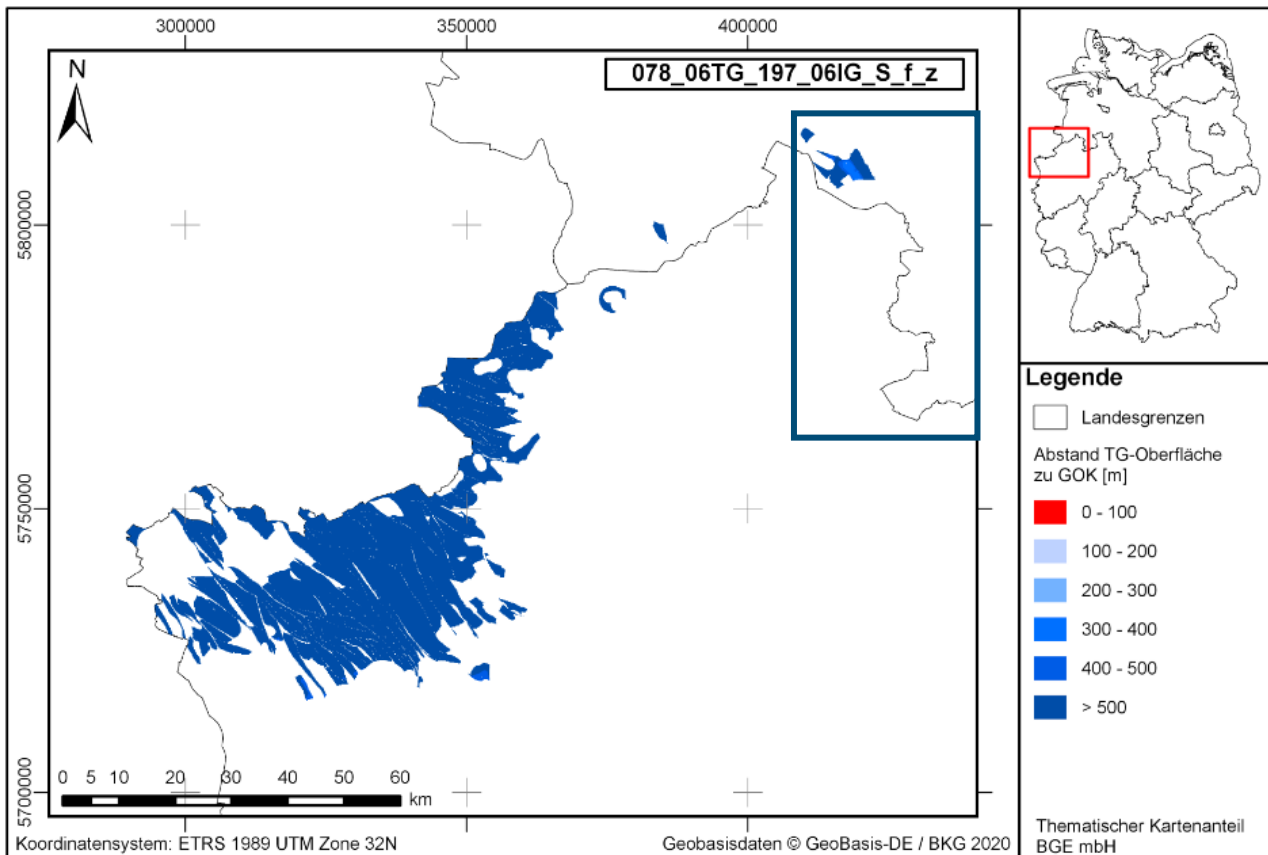 300000 350000 400000
N
078_06TG_197_06IG_S_f_z
5800000
5750000
5700000
0 5 10 20 30 40 50 60
km
Koordinatensystem: ETRS 1989 UTM Zone 32N
Geobasisdaten © GeoBasis-DE / BKG 2020
Legende
Landesgrenzen
Abstand TG-Oberfläche
zu GOK [m]
0 - 100
100 - 200
200 - 300
300 - 400
400 - 500
> 500
Thematischer Kartenanteil
BGE mbH